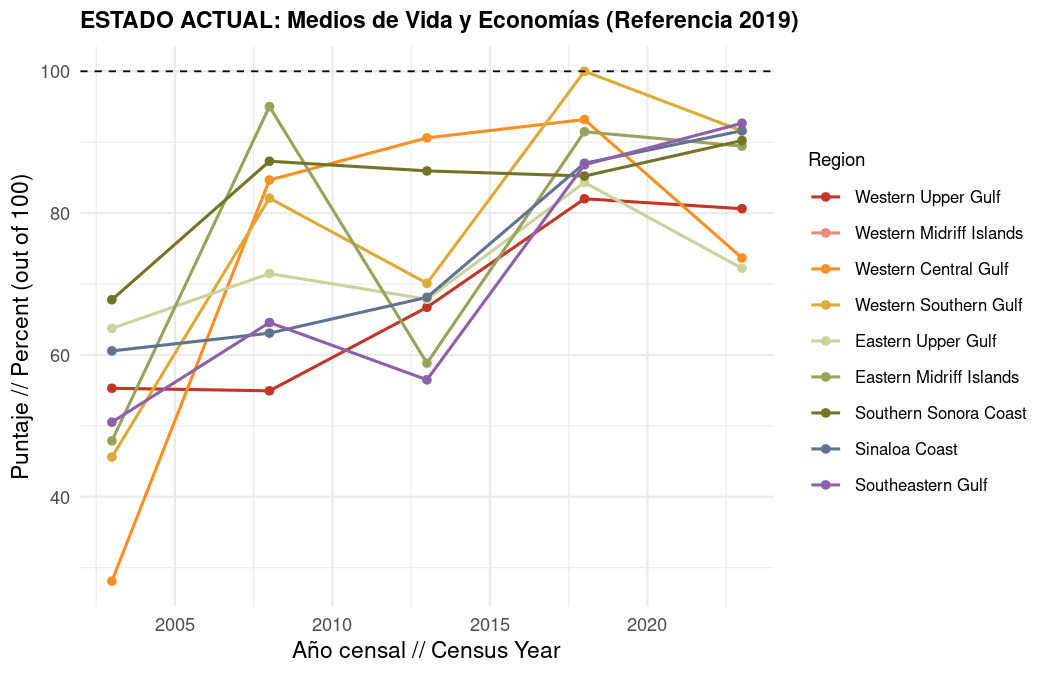 ESTADO ACTUAL: Medios de Vida y Economías (Referencia 2019)
Puntaje // Percent (out of 100)
100
80
60
40
2005
2010
2015
2020
Año censal // Census Year
Region
Western Upper Gulf
Western Midriff Islands
Western Central Gulf
Western Southern Gulf
Eastern Upper Gulf
Eastern Midriff Islands
Southern Sonora Coast
Sinaloa Coast
Southeastern Gulf